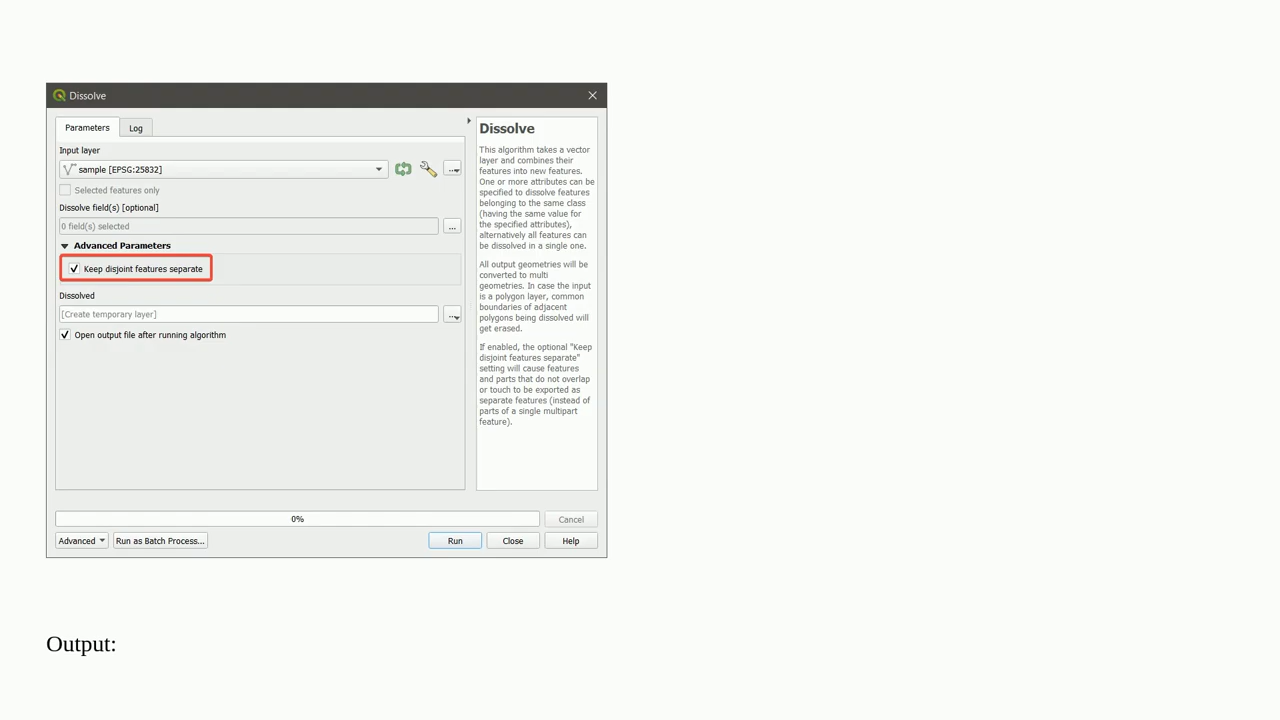 Dissolve
Parameters
Log
Input layer
sample [EPSG:25832]
...
Selected features only
Dissolve field(s) [optional]
0 field(s) selected
...
Advanced Parameters
Keep disjoint features separate
Dissolved
[Create temporary layer]
...
Open output file after running algorithm
Dissolve
This algorithm takes a vector
layer and combines their
features into new features.
One or more attributes can be
specified to dissolve features
belonging to the same class
(having the same value for
the specified attributes),
alternatively all features can
be dissolved in a single one.
All output geometries will be
converted to multi
geometries. In case the input
is a polygon layer, common
boundaries of adjacent
polygons being dissolved will
get erased.
If enabled, the optional "Keep
disjoint features separate"
setting will cause features
and parts that do not overlap
or touch to be exported as
separate features (instead of
parts of a single multipart
feature).
0%
Cancel
Advanced
Run as Batch Process...
Run
Close
Help
Output: